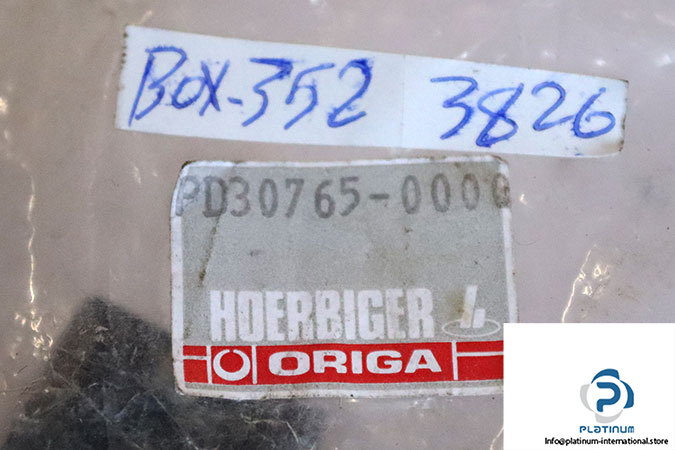 BOX-352 3826
PD30765-0000
HOERBIGER
ORIGA
PLATINUM
Info@platinum-international.store